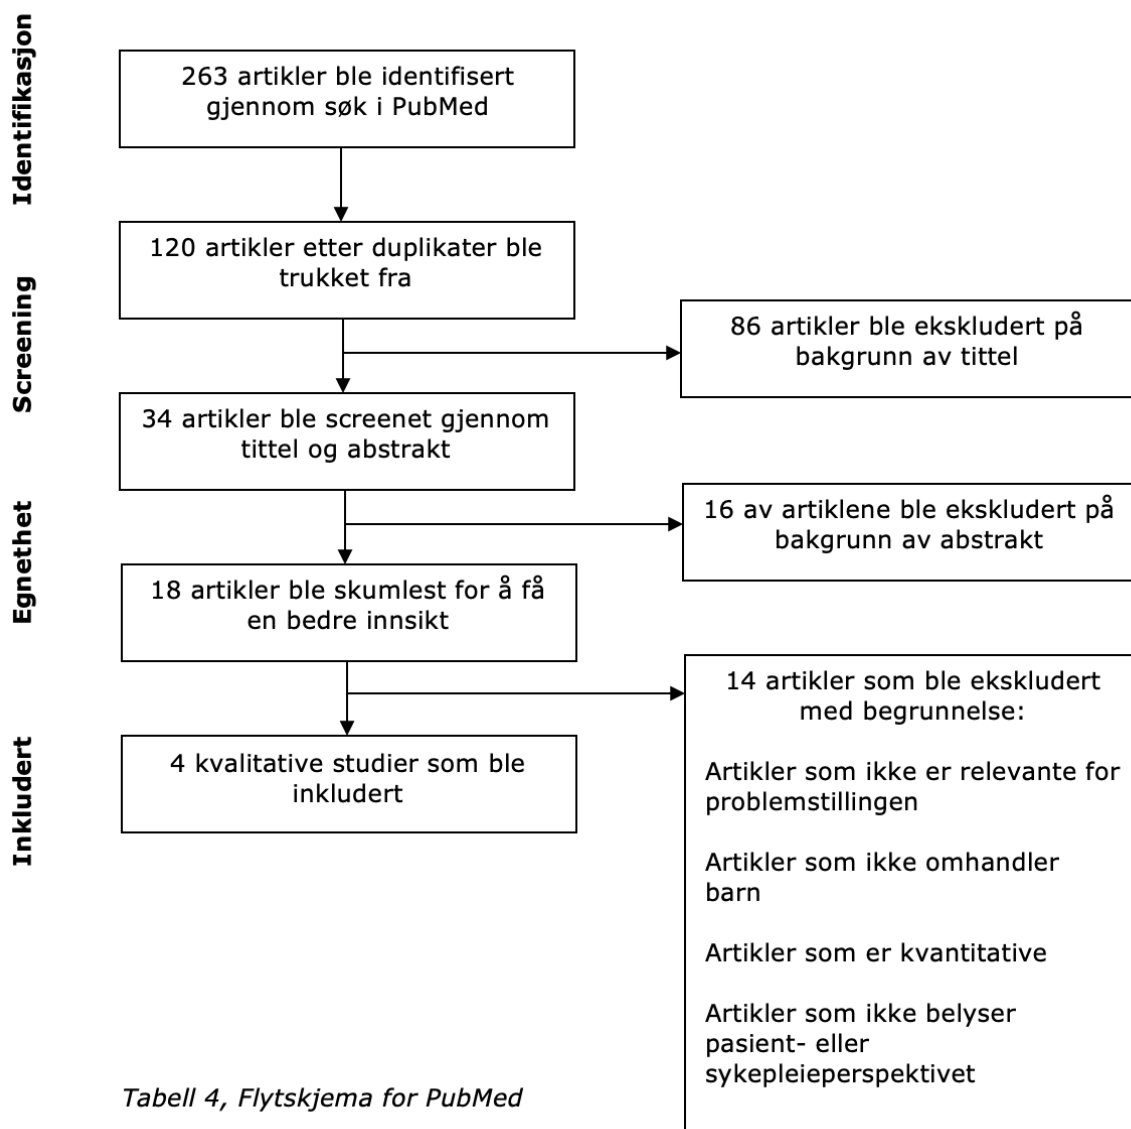 Identifikasjon
263 artikler ble identifisert
gjennom søk i PubMed
120 artikler etter duplikater ble
trukket fra
Screening
86 artikler ble ekskludert på
bakgrunn av tittel
34 artikler ble screenet gjennom
tittel og abstrakt
Egnethet
16 av artiklene ble ekskludert på
bakgrunn av abstrakt
18 artikler ble skumlest for å få
en bedre innsikt
Inkludert
14 artikler som ble ekskludert
med begrunnelse:
Artikler som ikke er relevante for
problemstillingen
Artikler som ikke omhandler
barn
Artikler som er kvantitative
Artikler som ikke belyser
pasient- eller
sykepleieperspektivet
4 kvalitative studier som ble
inkludert
Tabell 4, Flytskjema for PubMed